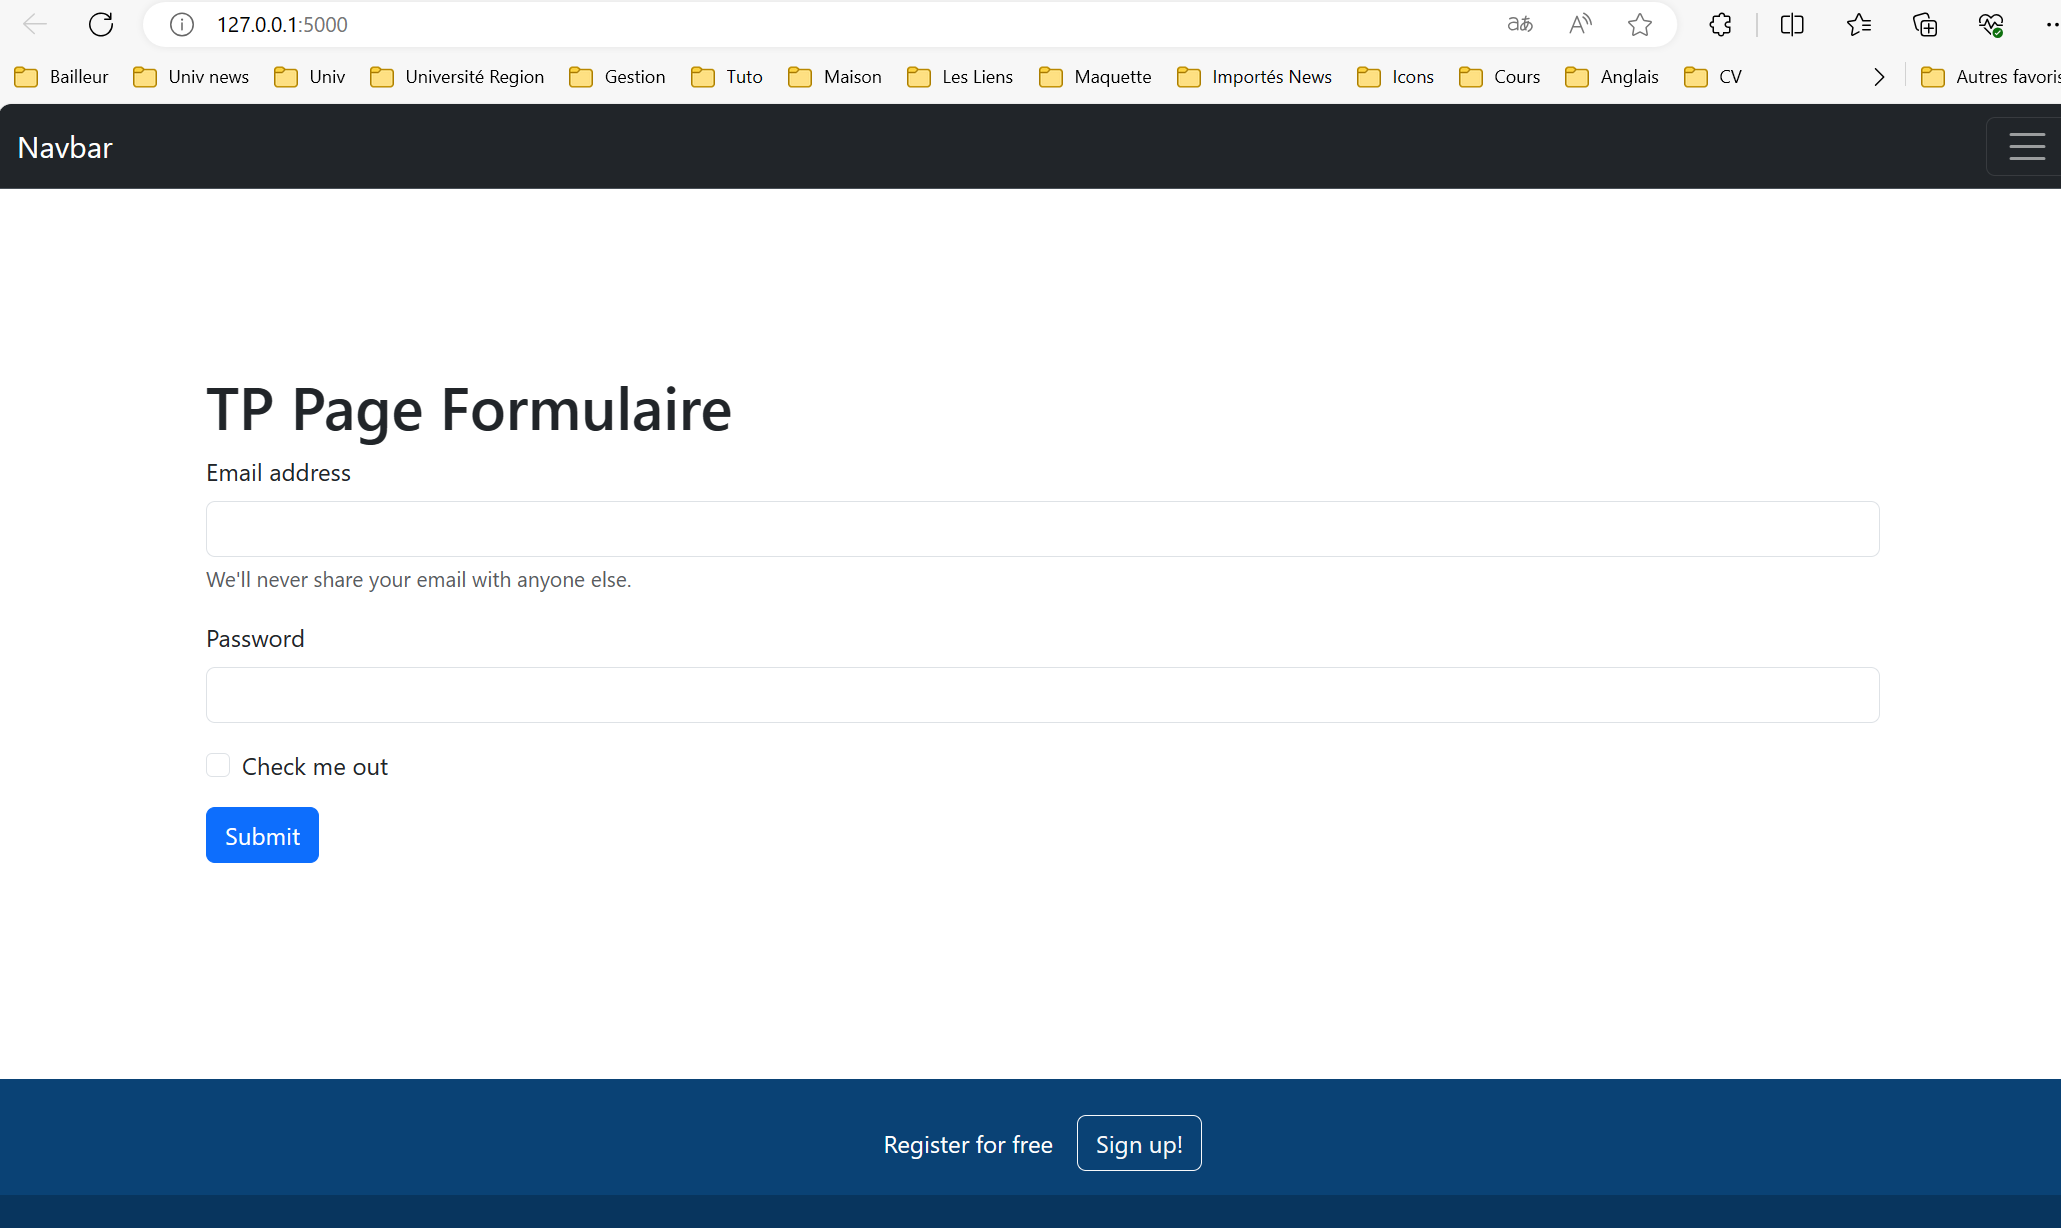 127.0.0.1:5000
Bailleur Univ news Univ Université Region Gestion Tuto Maison Les Liens Maquette Importés News Icons Cours Anglais CV Autres favoris
Navbar
TP Page Formulaire
Email address
We'll never share your email with anyone else.
Password
Check me out
Submit
Register for free Sign up!